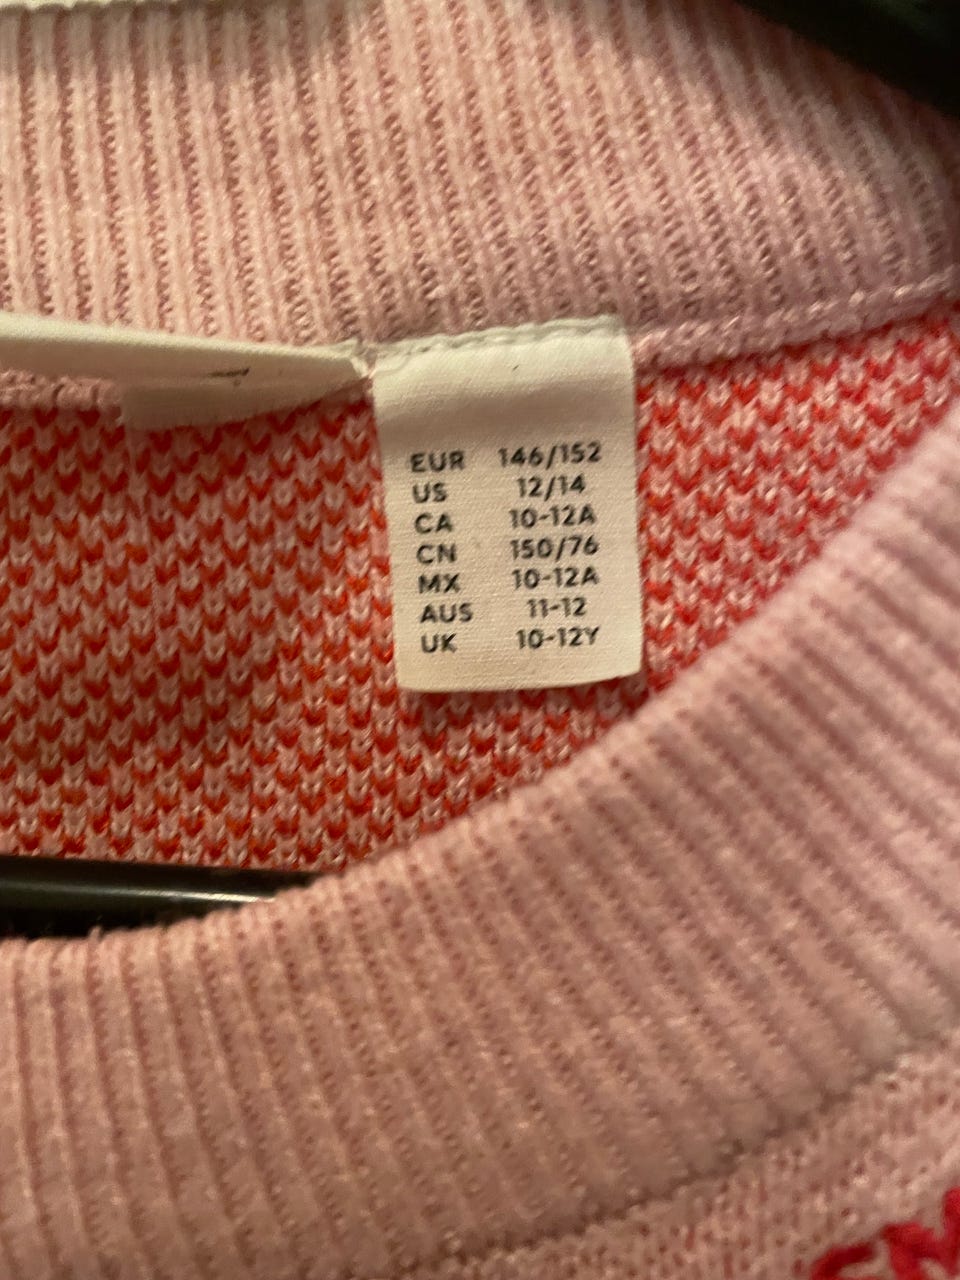 EUR 146/152
US 12/14
CA 10-12A
CN 150/76
MX 10-12A
AUS 11-12
UK 10-12Y